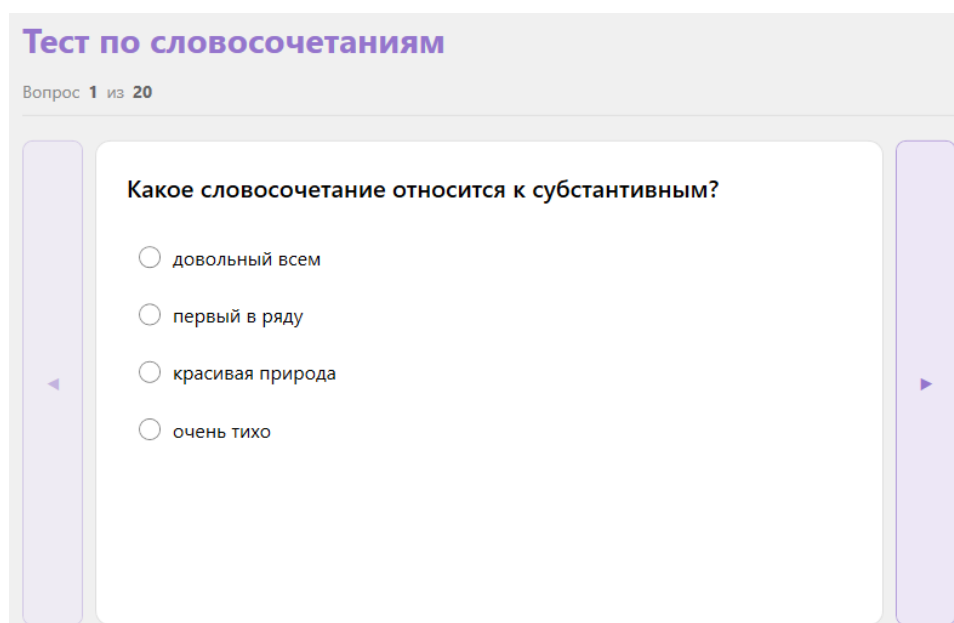 Тест по словосочетаниям
Вопрос 1 из 20
Какое словосочетание относится к субстантивным?
довольный всем
первый в ряду
красивая природа
очень тихо